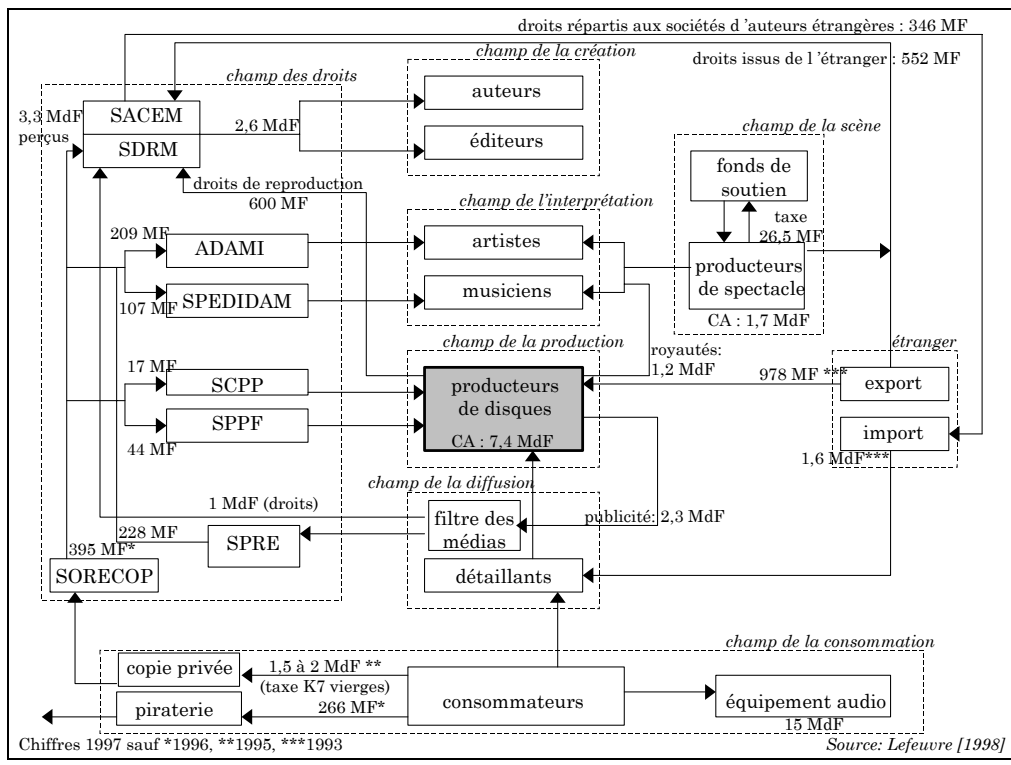 droits répartis aux sociétés d 'auteurs étrangères : 346 MF
champ de la création
droits issus de l 'étranger : 552 MF
champ des droits
auteurs
3,3 MdF
perçus
SACEM
SDRM
2,6 MdF
éditeurs
champ de la scène
fonds de
soutien
droits de reproduction
600 MF
champ de l'interprétation
taxe
26,5 MF
209 MF
ADAMI
artistes
producteurs
de spectacle
107 MF
SPEDIDAM
musiciens
CA : 1,7 MdF
champ de la production
royautés:
1,2 MdF
étranger
17 MF
SCPP
producteurs
de disques
978 MF ***
export
SPPF
CA : 7,4 MdF
import
44 MF
1,6 MdF***
champ de la diffusion
1 MdF (droits)
filtre des
médias
publicité: 2,3 MdF
228 MF
SPRE
395 MF*
SORECOP
détaillants
champ de la consommation
copie privée
1,5 à 2 MdF **
(taxe K7 vierges)
consommateurs
piraterie
266 MF*
équipement audio
15 MdF
Chiffres 1997 sauf *1996, **1995, ***1993
Source: Lefeuvre [1998]